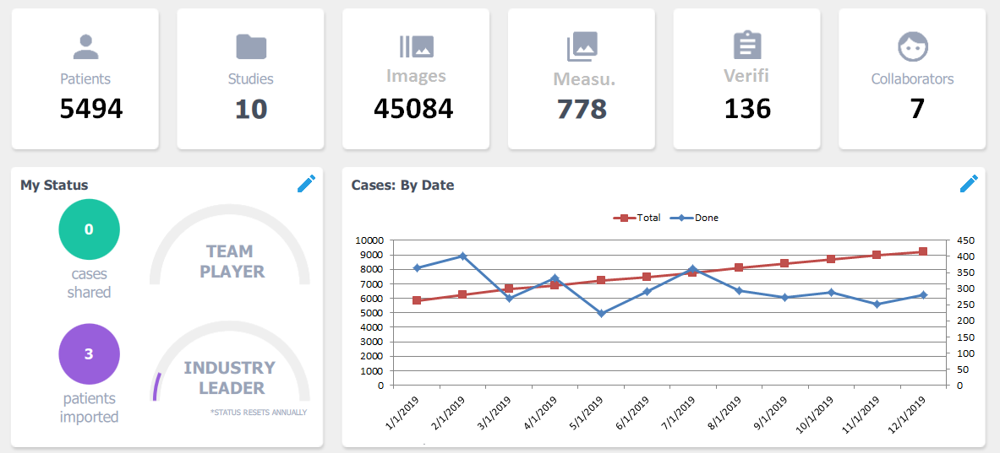 Patients
5494
Studies
10
Images
45084
Measu.
778
Verifi
136
Collaborators
7
My Status
0
cases
shared
TEAM
PLAYER
3
patients
imported
INDUSTRY
LEADER
*STATUS RESETS ANNUALLY
Cases: By Date
Total
Done
10000
9000
8000
7000
6000
5000
4000
3000
2000
1000
0
450
400
350
300
250
200
150
100
50
0
1/1/2019
2/1/2019
3/1/2019
4/1/2019
5/1/2019
6/1/2019
7/1/2019
8/1/2019
9/1/2019
10/1/2019
11/1/2019
12/1/2019